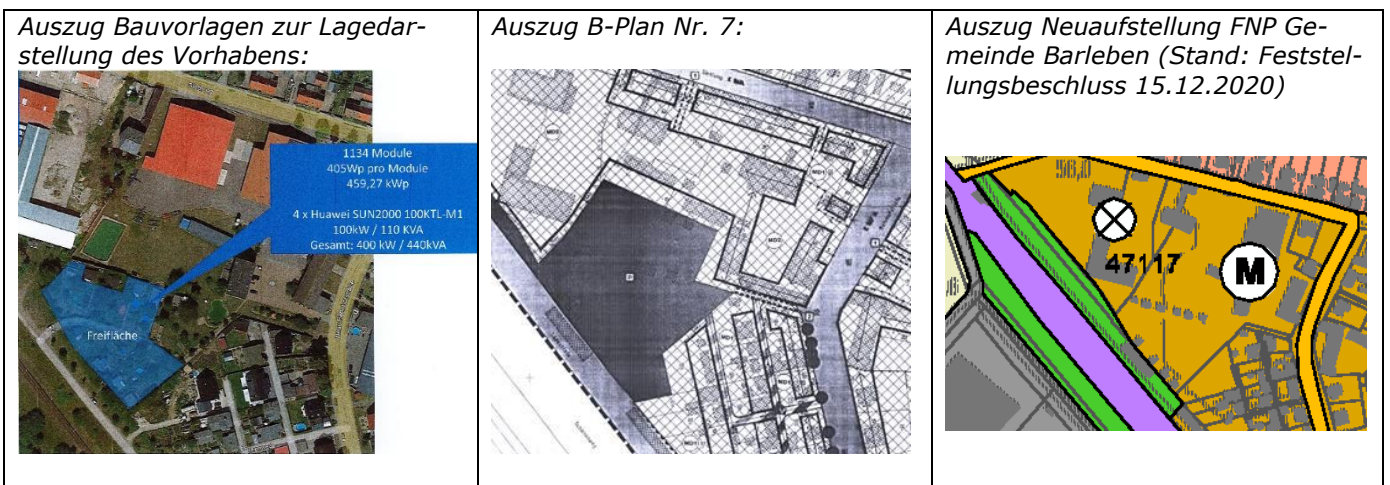 Auszug Bauvorlagen zur Lagedar-
stellung des Vorhabens:
1134 Module
405Wp pro Module
459,27 kWp
4 x Huawei SUN2000 100KTL-M1
100kW / 110 KVA
Gesamt: 400 kW / 440kVA
Freifläche
Auszug B-Plan Nr. 7:
Auszug Neuaufstellung FNP Ge-
meinde Barleben (Stand: Feststel-
lungsbeschluss 15.12.2020)
47117
M